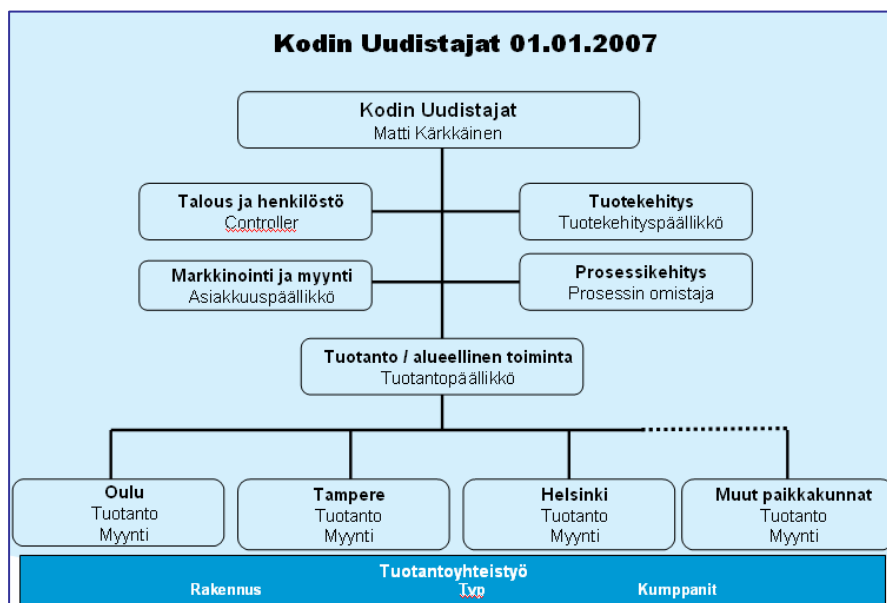 Kodin Uudistajat 01.01.2007
Kodin Uudistajat
Matti Kärkkäinen
Talous ja henkilöstö
Controller
Tuotekehitys
Tuotekehityspäällikkö
Markkinointi ja myynti
Asiakkuuspäällikkö
Prosessikehitys
Prosessin omistaja
Tuotanto / alueellinen toiminta
Tuotantopäällikkö
Oulu
Tuotanto
Myynti
Tampere
Tuotanto
Myynti
Helsinki
Tuotanto
Myynti
Muut paikkakunnat
Tuotanto
Myynti
Tuotantoyhteistyö
Rakennus Typ Kumppanit